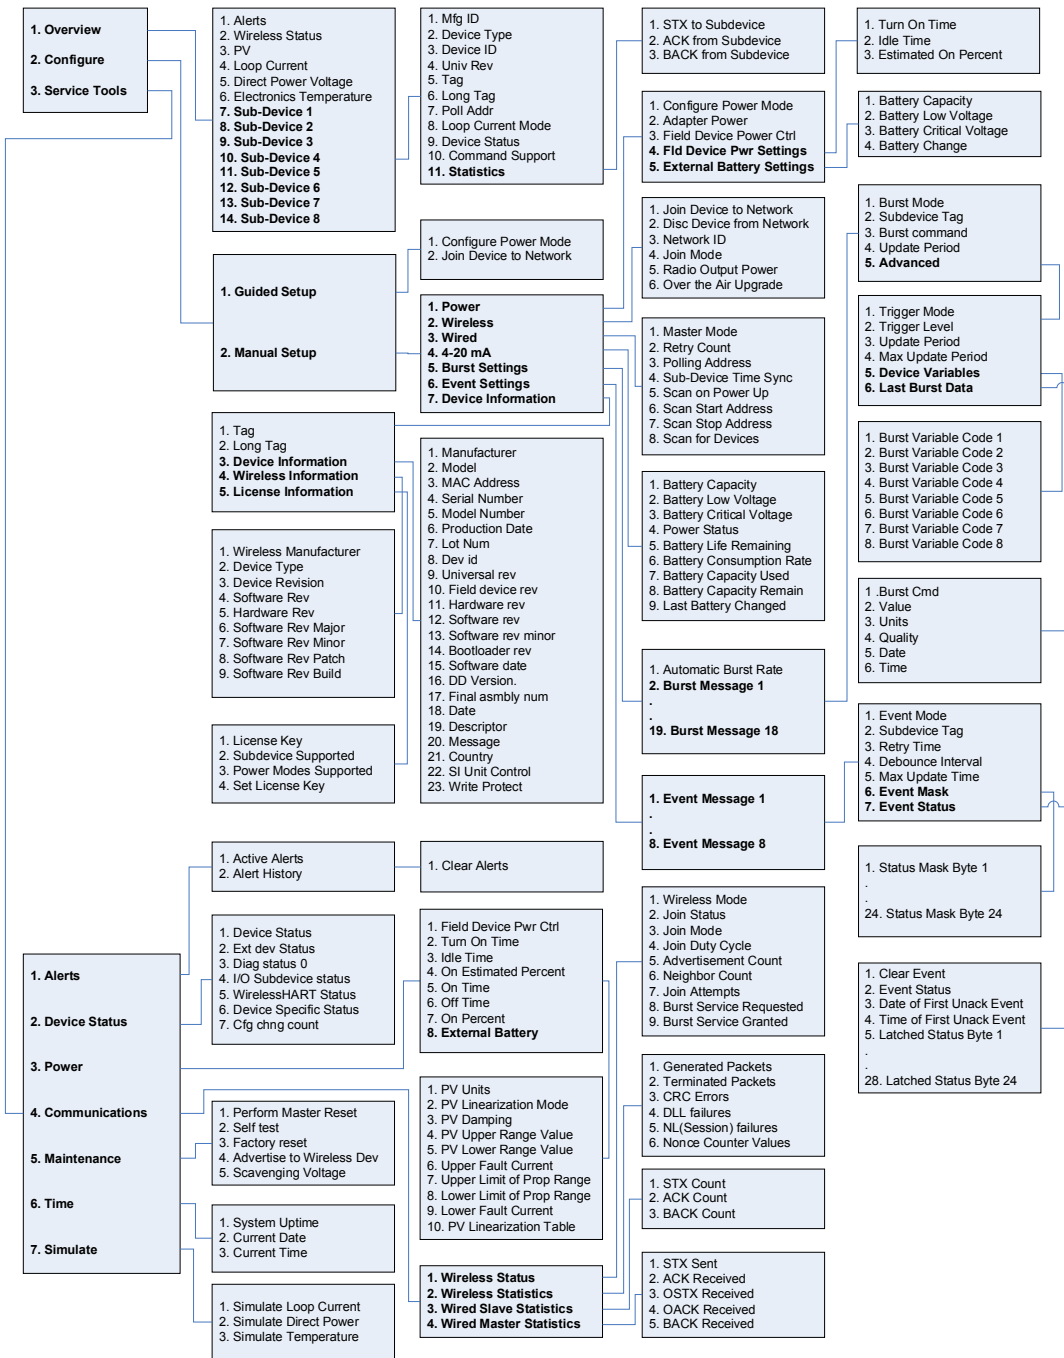 1. Overview
2. Configure
3. Service Tools
1. Alerts
2. Wireless Status
3. PV
4. Loop Current
5. Direct Power Voltage
6. Electronics Temperature
7. Sub-Device 1
8. Sub-Device 2
9. Sub-Device 3
10. Sub-Device 4
11. Sub-Device 5
12. Sub-Device 6
13. Sub-Device 7
14. Sub-Device 8
1. Mfg ID
2. Device Type
3. Device ID
4. Univ Rev
5. Tag
6. Long Tag
7. Poll Addr
8. Loop Current Mode
9. Device Status
10. Command Support
11. Statistics
1. STX to Subdevice
2. ACK from Subdevice
3. BACK from Subdevice
1. Turn On Time
2. Idle Time
3. Estimated On Percent
1. Configure Power Mode
2. Adapter Power
3. Field Device Power Ctrl
4. Fld Device Pwr Settings
5. External Battery Settings
1. Battery Capacity
2. Battery Low Voltage
3. Battery Critical Voltage
4. Battery Change
1. Guided Setup
2. Manual Setup
1. Configure Power Mode
2. Join Device to Network
1. Join Device to Network
2. Disc Device from Network
3. Network ID
4. Join Mode
5. Radio Output Power
6. Over the Air Upgrade
1. Burst Mode
2. Subdevice Tag
3. Burst command
4. Update Period
5. Advanced
1. Power
2. Wireless
3. Wired
4. 4-20 mA
5. Burst Settings
6. Event Settings
7. Device Information
1. Master Mode
2. Retry Count
3. Polling Address
4. Sub-Device Time Sync
5. Scan on Power Up
6. Scan Start Address
7. Scan Stop Address
8. Scan for Devices
1. Trigger Mode
2. Trigger Level
3. Update Period
4. Max Update Period
5. Device Variables
6. Last Burst Data
1. Tag
2. Long Tag
3. Device Information
4. Wireless Information
5. License Information
1. Manufacturer
2. Model
3. MAC Address
4. Serial Number
5. Model Number
6. Production Date
7. Lot Num
8. Dev id
9. Universal rev
10. Field device rev
11. Hardware rev
12. Software rev
13. Software rev minor
14. Bootloader rev
15. Software date
16. DD Version.
17. Final asmbly num
18. Date
19. Descriptor
20. Message
21. Country
22. SI Unit Control
23. Write Protect
1. Battery Capacity
2. Battery Low Voltage
3. Battery Critical Voltage
4. Power Status
5. Battery Life Remaining
6. Battery Consumption Rate
7. Battery Capacity Used
8. Battery Capacity Remain
9. Last Battery Changed
1. Burst Variable Code 1
2. Burst Variable Code 2
3. Burst Variable Code 3
4. Burst Variable Code 4
5. Burst Variable Code 5
6. Burst Variable Code 6
7. Burst Variable Code 7
8. Burst Variable Code 8
1. Wireless Manufacturer
2. Device Type
3. Device Revision
4. Software Rev
5. Hardware Rev
6. Software Rev Major
7. Software Rev Minor
8. Software Rev Patch
9. Software Rev Build
1 .Burst Cmd
2. Value
3. Units
4. Quality
5. Date
6. Time
1. Automatic Burst Rate
2. Burst Message 1
.
.
19. Burst Message 18
1. License Key
2. Subdevice Supported
3. Power Modes Supported
4. Set License Key
1. Event Mode
2. Subdevice Tag
3. Retry Time
4. Debounce Interval
5. Max Update Time
6. Event Mask
7. Event Status
1. Event Message 1
.
.
8. Event Message 8
1. Active Alerts
2. Alert History
1. Clear Alerts
1. Status Mask Byte 1
.
.
24. Status Mask Byte 24
1. Alerts
2. Device Status
3. Power
4. Communications
5. Maintenance
6. Time
7. Simulate
1. Device Status
2. Ext dev Status
3. Diag status 0
4. I/O Subdevice status
5. WirelessHART Status
6. Device Specific Status
7. Cfg chng count
1. Field Device Pwr Ctrl
2. Turn On Time
3. Idle Time
4. On Estimated Percent
5. On Time
6. Off Time
7. On Percent
8. External Battery
1. Wireless Mode
2. Join Status
3. Join Mode
4. Join Duty Cycle
5. Advertisement Count
6. Neighbor Count
7. Join Attempts
8. Burst Service Requested
9. Burst Service Granted
1. Clear Event
2. Event Status
3. Date of First Unack Event
4. Time of First Unack Event
5. Latched Status Byte 1
.
.
28. Latched Status Byte 24
1. Generated Packets
2. Terminated Packets
3. CRC Errors
4. DLL failures
5. NL(Session) failures
6. Nonce Counter Values
1. PV Units
2. PV Linearization Mode
3. PV Damping
4. PV Upper Range Value
5. PV Lower Range Value
6. Upper Fault Current
7. Upper Limit of Prop Range
8. Lower Limit of Prop Range
9. Lower Fault Current
10. PV Linearization Table
1. Perform Master Reset
2. Self test
3. Factory reset
4. Advertise to Wireless Dev
5. Scavenging Voltage
1. STX Count
2. ACK Count
3. BACK Count
1. System Uptime
2. Current Date
3. Current Time
1. Wireless Status
2. Wireless Statistics
3. Wired Slave Statistics
4. Wired Master Statistics
1. STX Sent
2. ACK Received
3. OSTX Received
4. OACK Received
5. BACK Received
1. Simulate Loop Current
2. Simulate Direct Power
3. Simulate Temperature